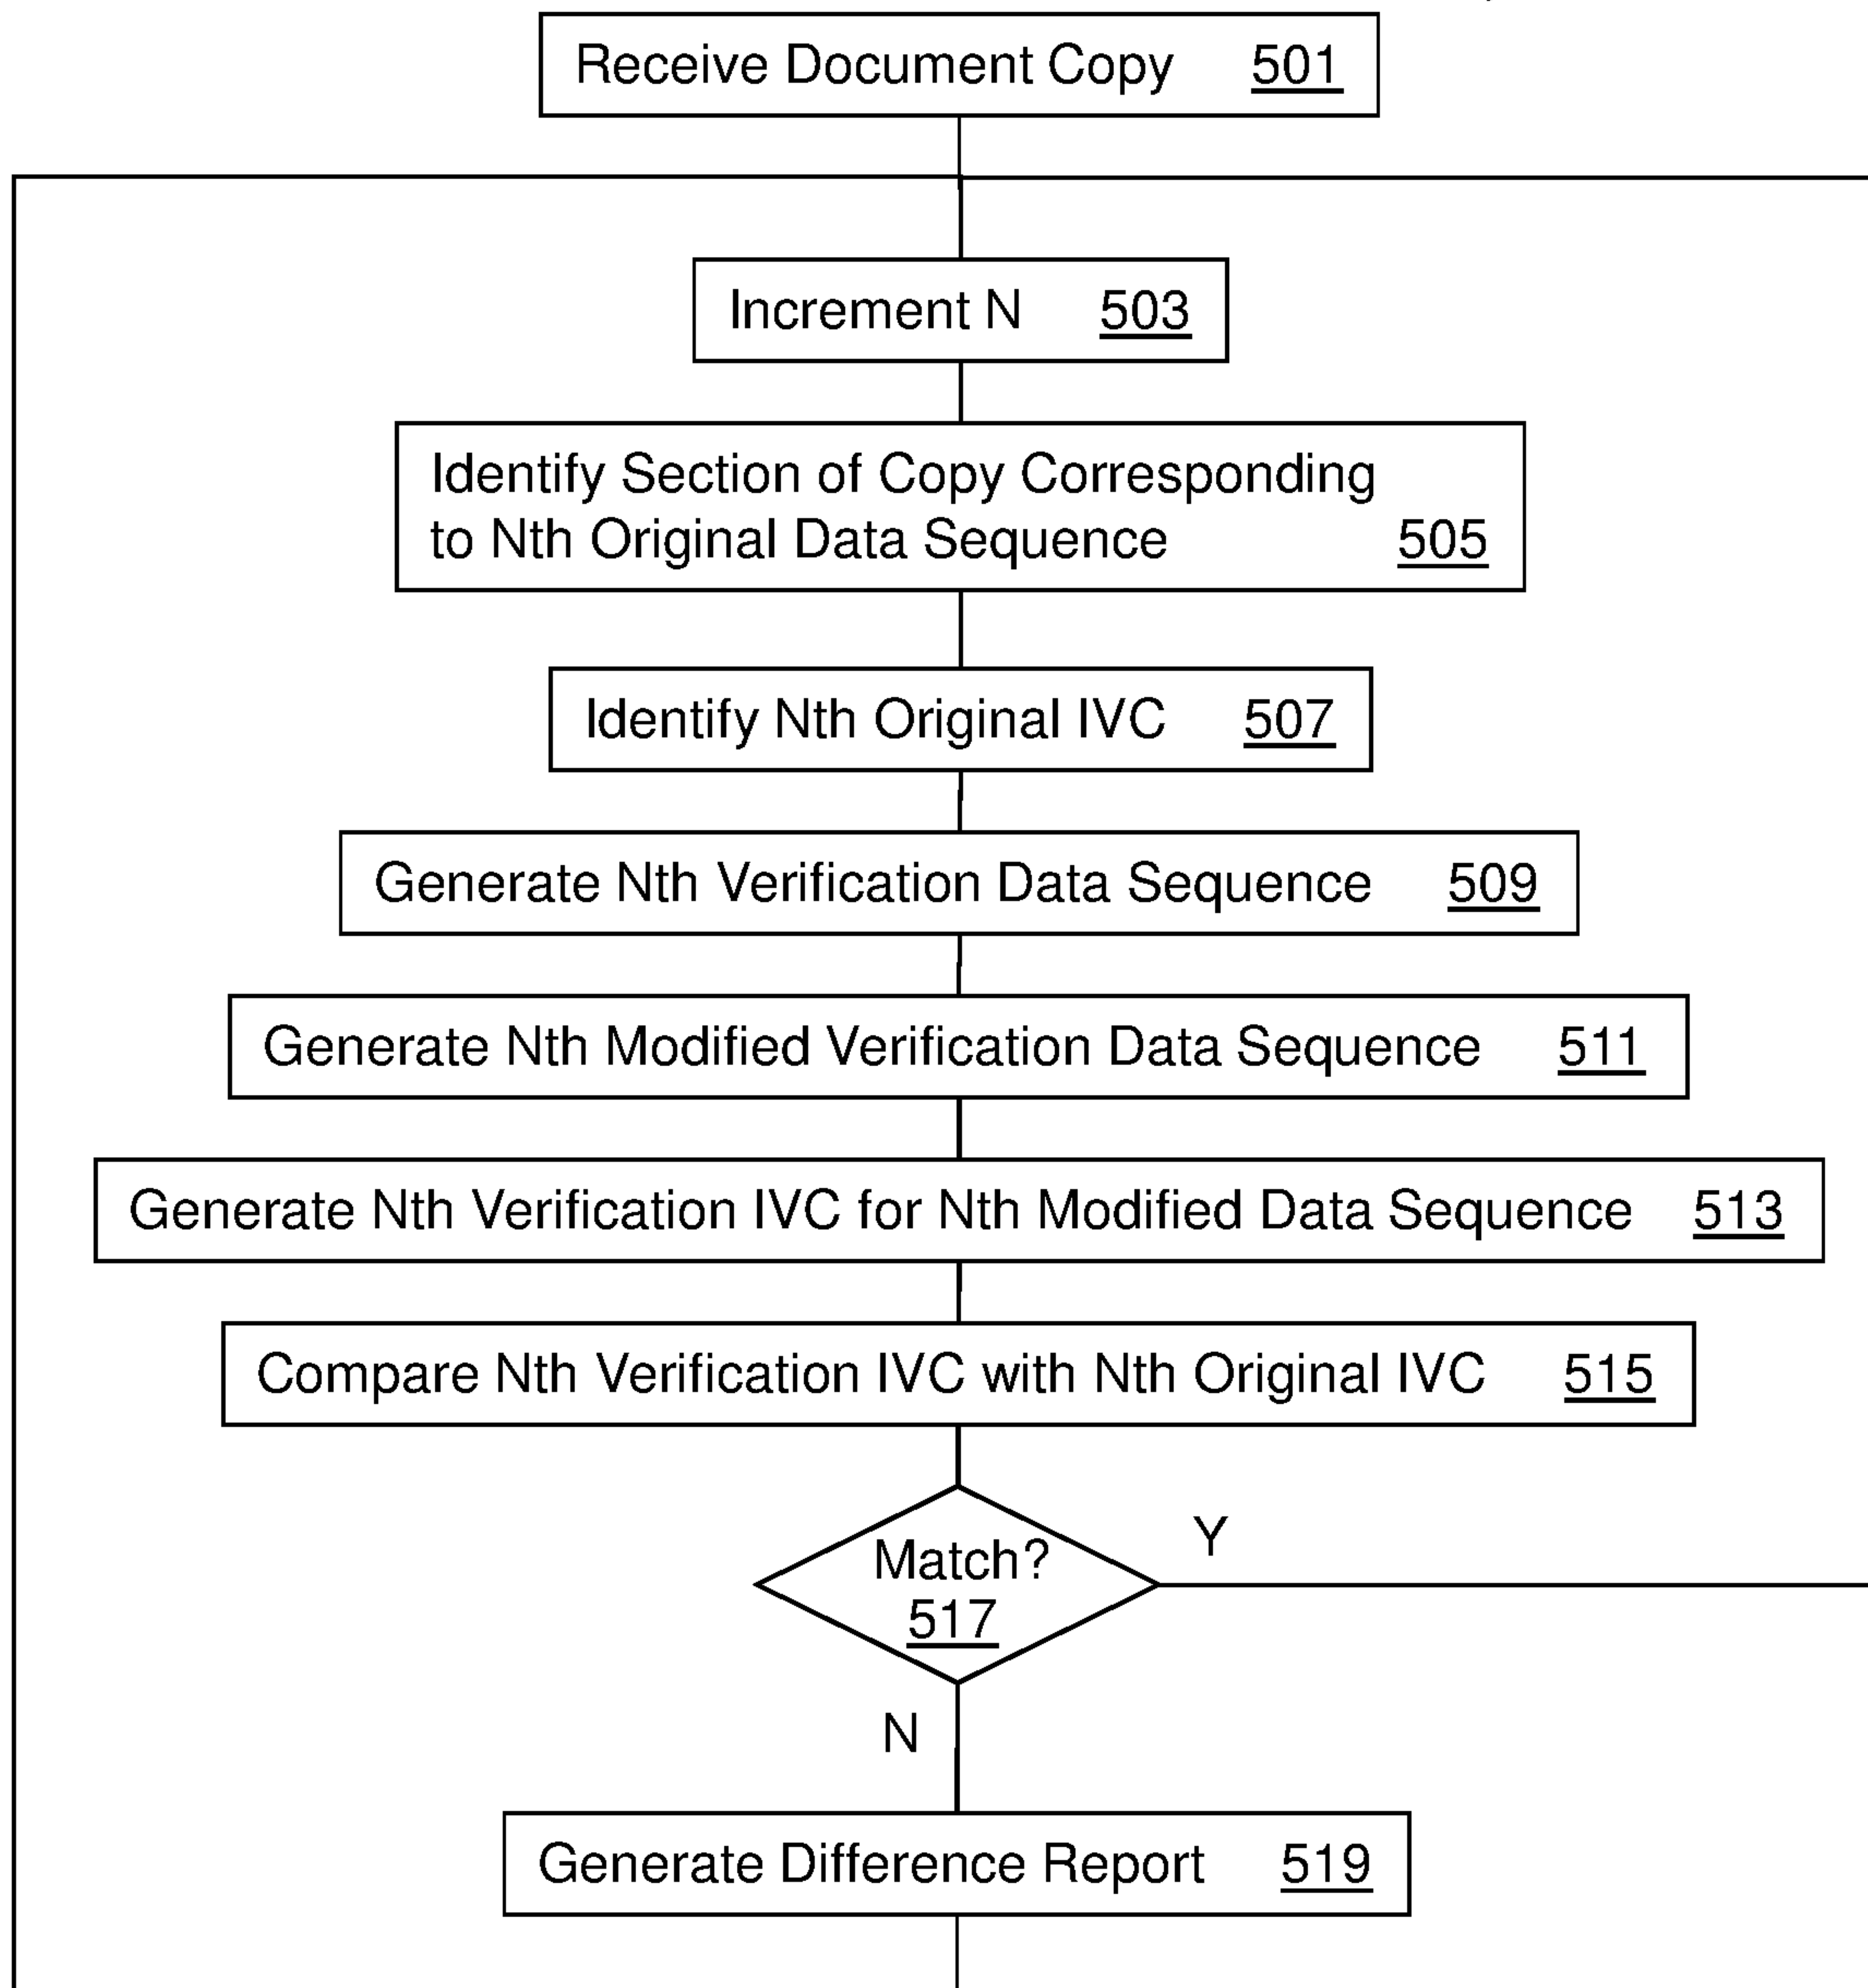 Receive Document Copy 501
Increment N 503
Identify Section of Copy Corresponding
to Nth Original Data Sequence 505
Identify Nth Original IVC 507
Generate Nth Verification Data Sequence 509
Generate Nth Modified Verification Data Sequence 511
Generate Nth Verification IVC for Nth Modified Data Sequence 513
Compare Nth Verification IVC with Nth Original IVC 515
Y
Match?
517
N
Generate Difference Report 519